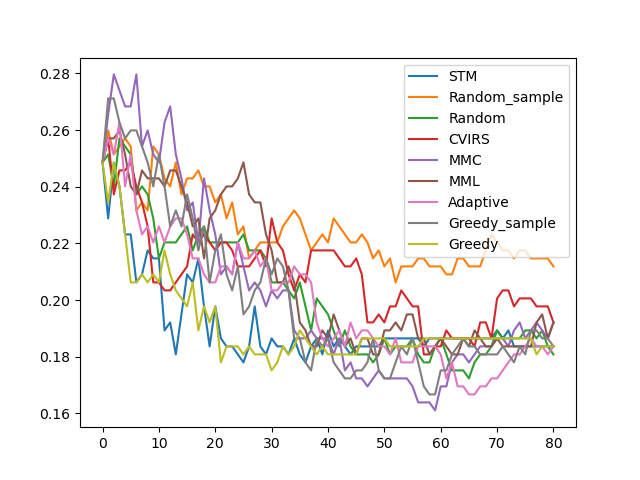 0.28
0.26
0.24
0.22
0.20
0.18
0.16
0 10 20 30 40 50 60 70 80
STM
Random_sample
Random
CVIRS
MMC
MML
Adaptive
Greedy_sample
Greedy